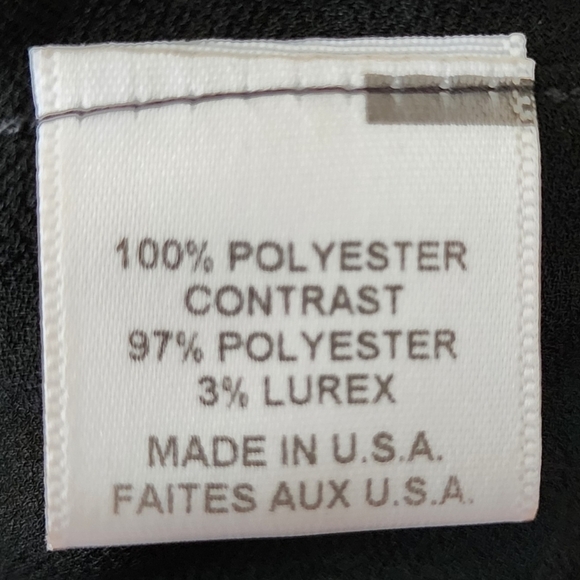 100% POLYESTER
CONTRAST
97% POLYESTER
3% LUREX
MADE IN U.S.A.
FAITES AUX U.S.A.